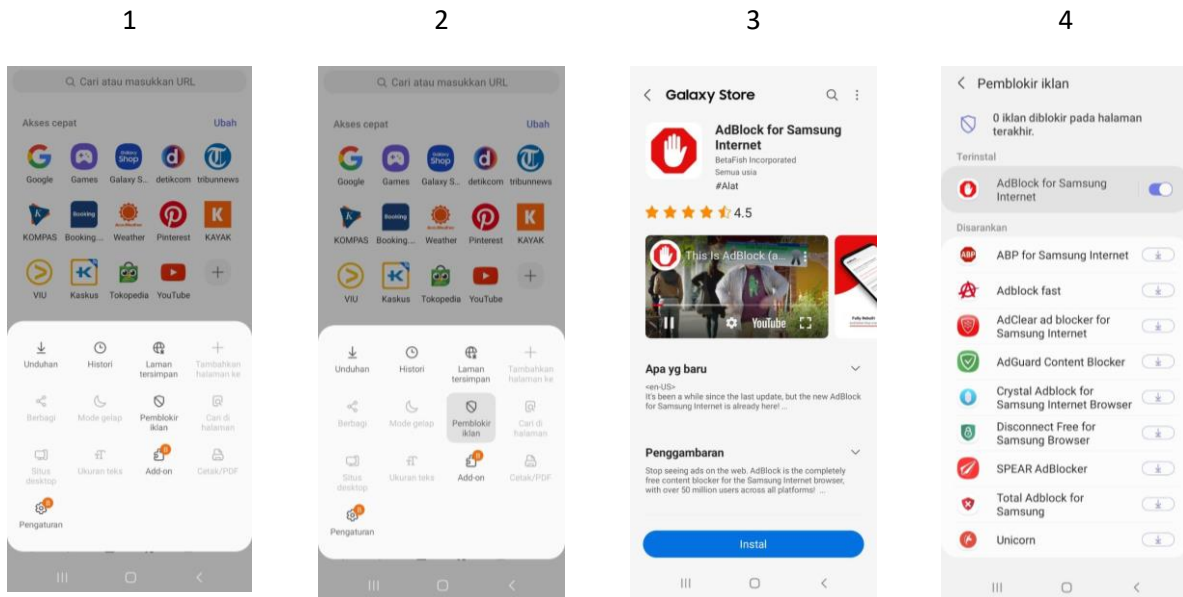 1
2
3
4
Cari atau masukkan URL
Akses cepat Ubah
Google Games Galaxy S... detikcom tribunnews
KOMPAS Booking... Weather Pinterest KAYAK
VIU Kaskus Tokopedia YouTube
Unduhan Histori Laman tersimpan Tambahkan halaman ke
Berbagi Mode gelap Pemblokir iklan Cari di halaman
Situs desktop Ukuran teks Add-on Cetak/PDF
Pengaturan
Cari atau masukkan URL
Akses cepat Ubah
Google Games Galaxy S... detikcom tribunnews
KOMPAS Booking... Weather Pinterest KAYAK
VIU Kaskus Tokopedia YouTube
Unduhan Histori Laman tersimpan Tambahkan halaman ke
Berbagi Mode gelap Pemblokir iklan Cari di halaman
Situs desktop Ukuran teks Add-on Cetak/PDF
Pengaturan
Galaxy Store
AdBlock for Samsung
Internet
BetaFish Incorporated
Semua usia
#Alat
4.5
This Is AdBlock (a...
YouTube
Apa yg baru
<en-US>
It's been a while since the last update, but the new AdBlock
for Samsung Internet is already here! ...
Penggambaran
Stop seeing ads on the web. AdBlock is the completely
free content blocker for the Samsung Internet browser,
with over 50 million users across all platforms! ...
Instal
Pemblokir iklan
0 iklan diblokir pada halaman
terakhir.
Terinstal
AdBlock for Samsung
Internet
Disarankan
ABP ABP for Samsung Internet
Adblock fast
AdClear ad blocker for
Samsung Internet
AdGuard Content Blocker
Crystal Adblock for
Samsung Internet Browser
Disconnect Free for
Samsung Browser
SPEAR AdBlocker
Total Adblock for
Samsung
Unicorn